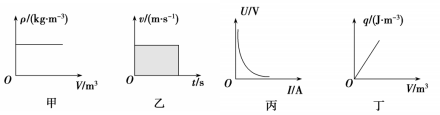 ρ/(kg·m⁻³)
O
V/m³
甲
v/(m·s⁻¹)
O
t/s
乙
U/V
O
I/A
丙
q/(J·m⁻³)
O
V/m³
丁